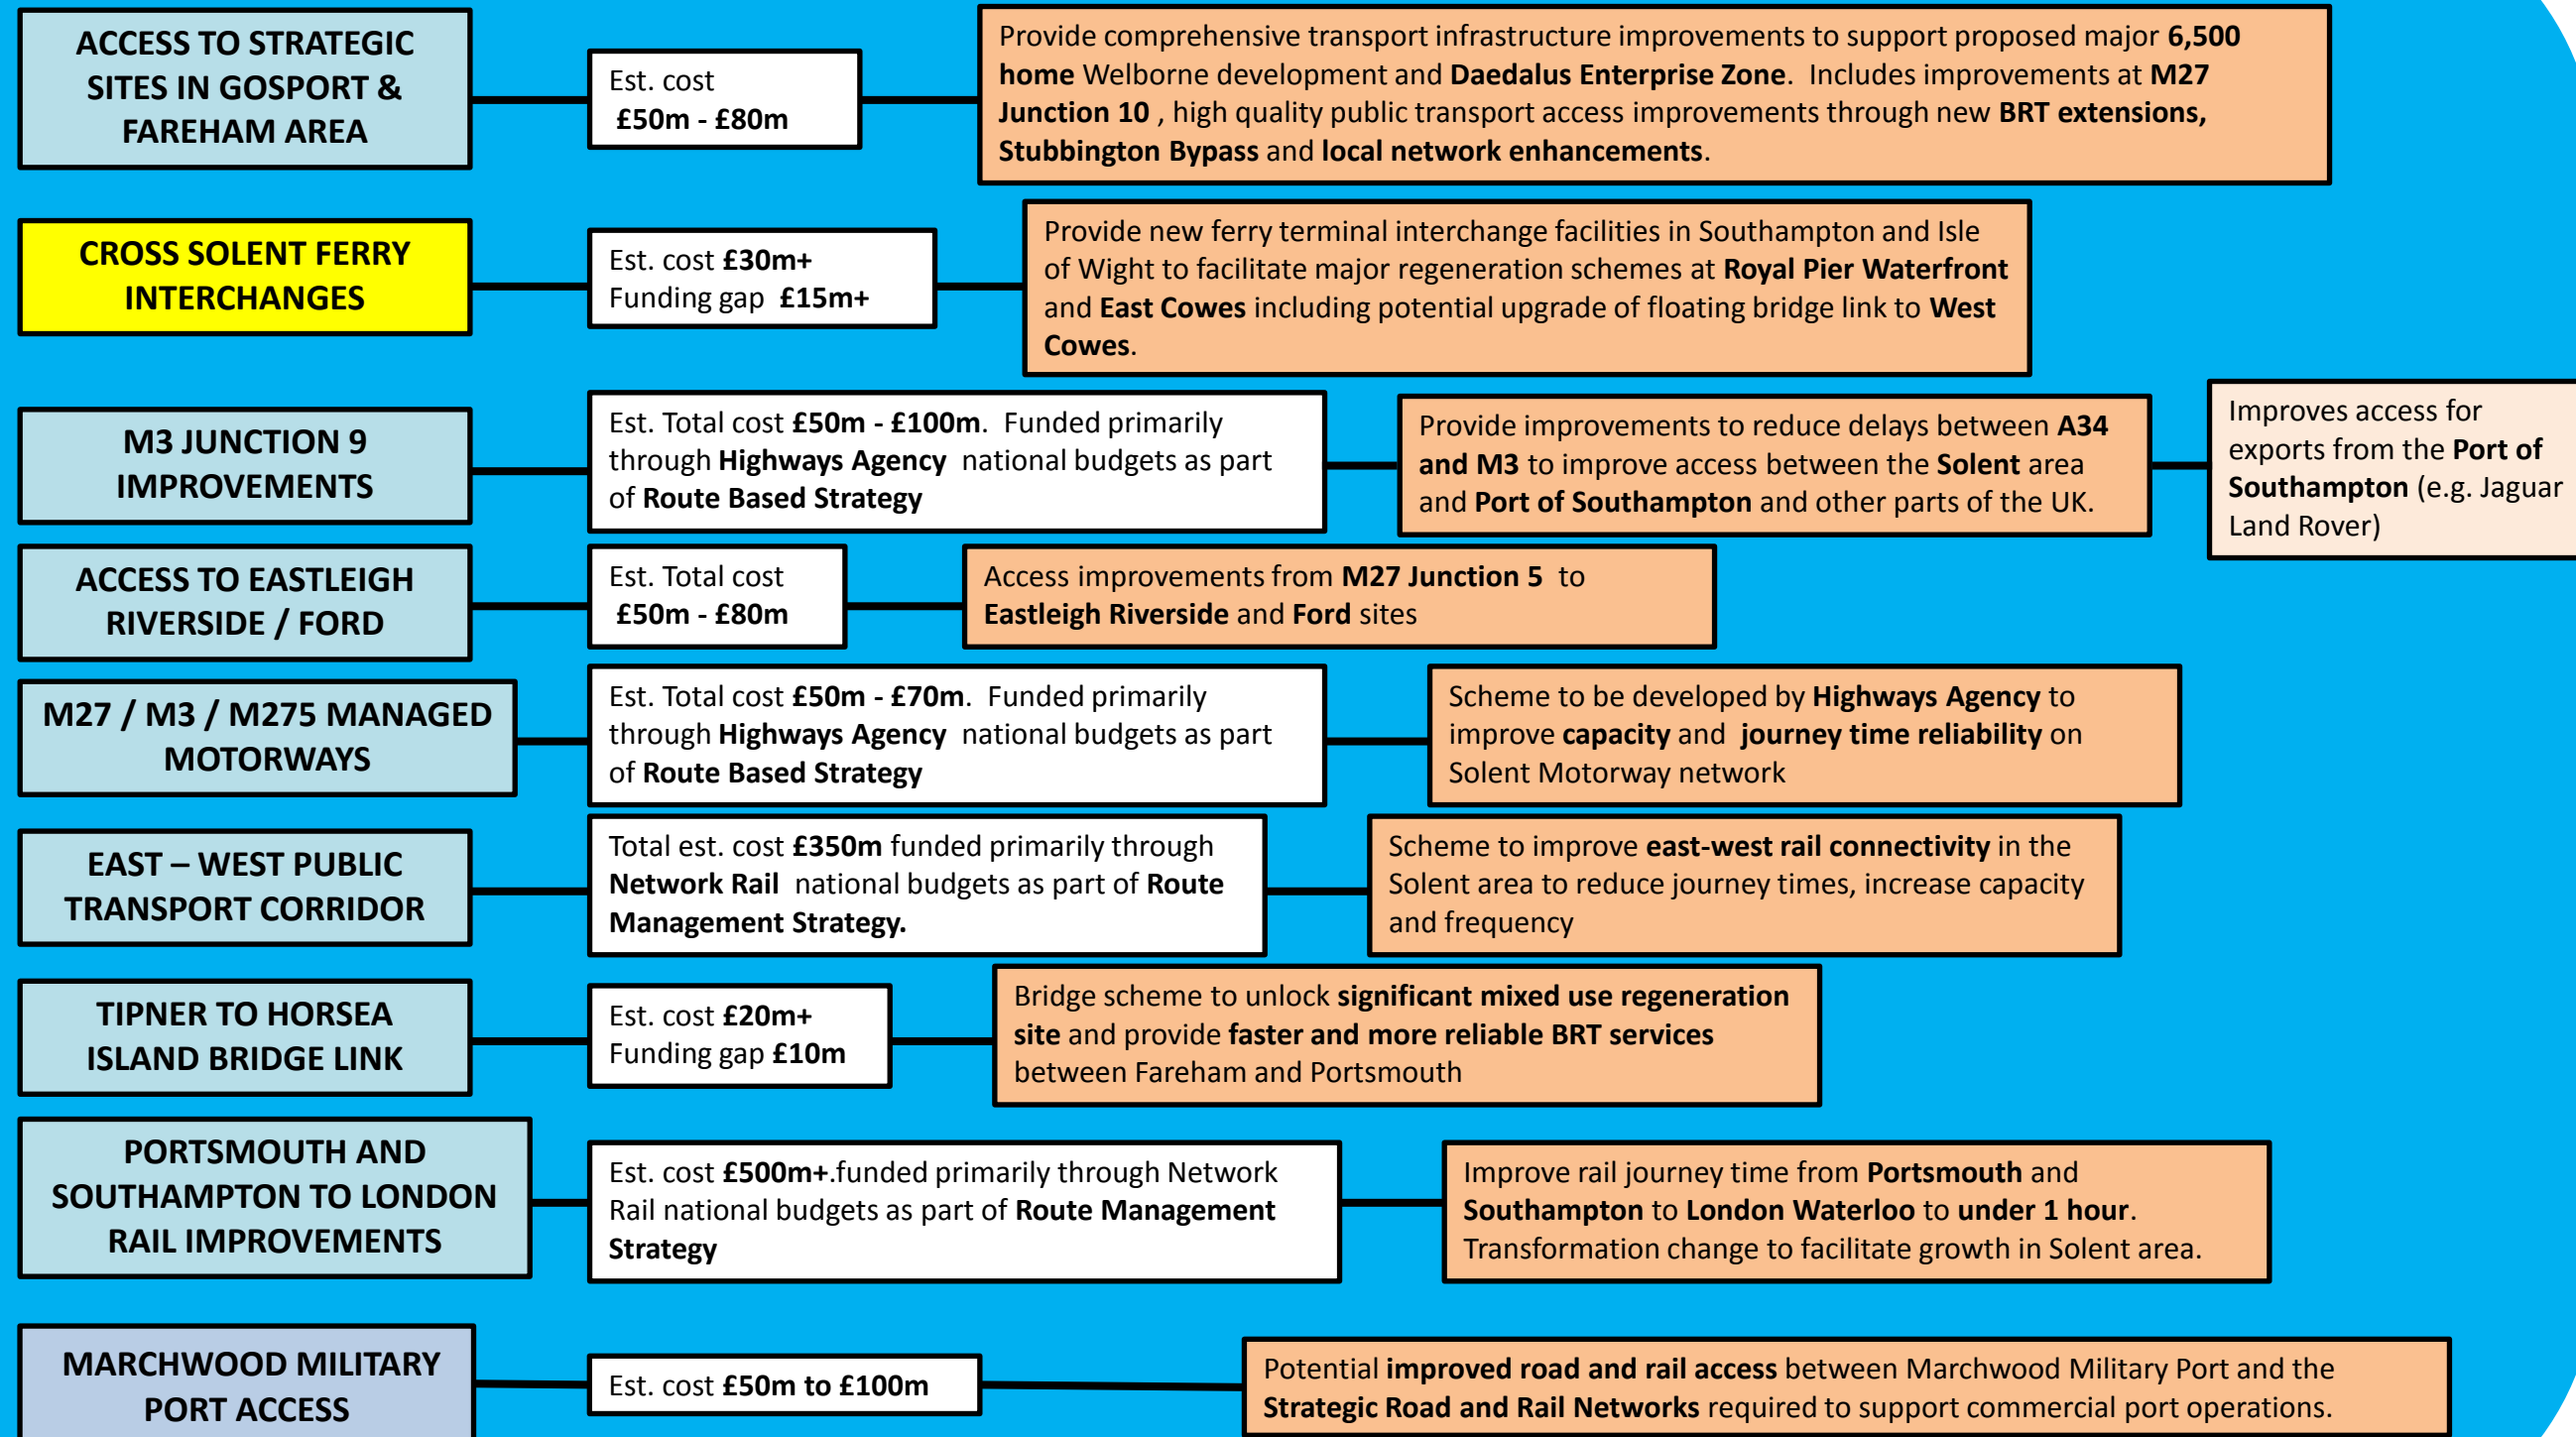 ACCESS TO STRATEGIC
SITES IN GOSPORT &
FAREHAM AREA
Est. cost
£50m - £80m
Provide comprehensive transport infrastructure improvements to support proposed major 6,500
home Welborne development and Daedalus Enterprise Zone. Includes improvements at M27
Junction 10 , high quality public transport access improvements through new BRT extensions,
Stubbington Bypass and local network enhancements.
CROSS SOLENT FERRY
INTERCHANGES
Est. cost £30m+
Funding gap £15m+
Provide new ferry terminal interchange facilities in Southampton and Isle
of Wight to facilitate major regeneration schemes at Royal Pier Waterfront
and East Cowes including potential upgrade of floating bridge link to West
Cowes.
M3 JUNCTION 9
IMPROVEMENTS
Est. Total cost £50m - £100m. Funded primarily
through Highways Agency national budgets as part
of Route Based Strategy
Provide improvements to reduce delays between A34
and M3 to improve access between the Solent area
and Port of Southampton and other parts of the UK.
Improves access for
exports from the Port of
Southampton (e.g. Jaguar
Land Rover)
ACCESS TO EASTLEIGH
RIVERSIDE / FORD
Est. Total cost
£50m - £80m
Access improvements from M27 Junction 5 to
Eastleigh Riverside and Ford sites
M27 / M3 / M275 MANAGED
MOTORWAYS
Est. Total cost £50m - £70m. Funded primarily
through Highways Agency national budgets as part
of Route Based Strategy
Scheme to be developed by Highways Agency to
improve capacity and journey time reliability on
Solent Motorway network
EAST – WEST PUBLIC
TRANSPORT CORRIDOR
Total est. cost £350m funded primarily through
Network Rail national budgets as part of Route
Management Strategy.
Scheme to improve east-west rail connectivity in the
Solent area to reduce journey times, increase capacity
and frequency
TIPNER TO HORSEA
ISLAND BRIDGE LINK
Est. cost £20m+
Funding gap £10m
Bridge scheme to unlock significant mixed use regeneration
site and provide faster and more reliable BRT services
between Fareham and Portsmouth
PORTSMOUTH AND
SOUTHAMPTON TO LONDON
RAIL IMPROVEMENTS
Est. cost £500m+.funded primarily through Network
Rail national budgets as part of Route Management
Strategy
Improve rail journey time from Portsmouth and
Southampton to London Waterloo to under 1 hour.
Transformation change to facilitate growth in Solent area.
MARCHWOOD MILITARY
PORT ACCESS
Est. cost £50m to £100m
Potential improved road and rail access between Marchwood Military Port and the
Strategic Road and Rail Networks required to support commercial port operations.